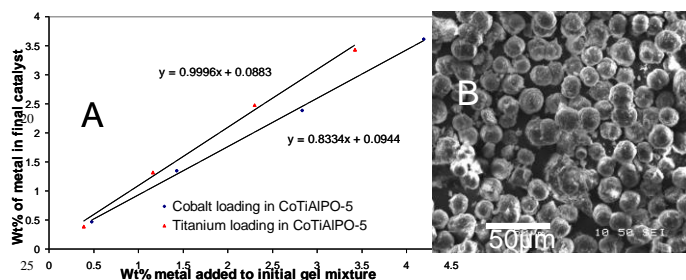 4
3.5
3
2.5
20
2
1.5
1
0.5
0
Wt% of metal in final catalyst
A
y = 0.9996x + 0.0883
y = 0.8334x + 0.0944
Cobalt loading in CoTiAlPO-5
Titanium loading in CoTiAlPO-5
0 0.5 1 1.5 2 2.5 3 3.5 4 4.5
25
Wt% metal added to initial gel mixture
B
50µm
10 50 SEI